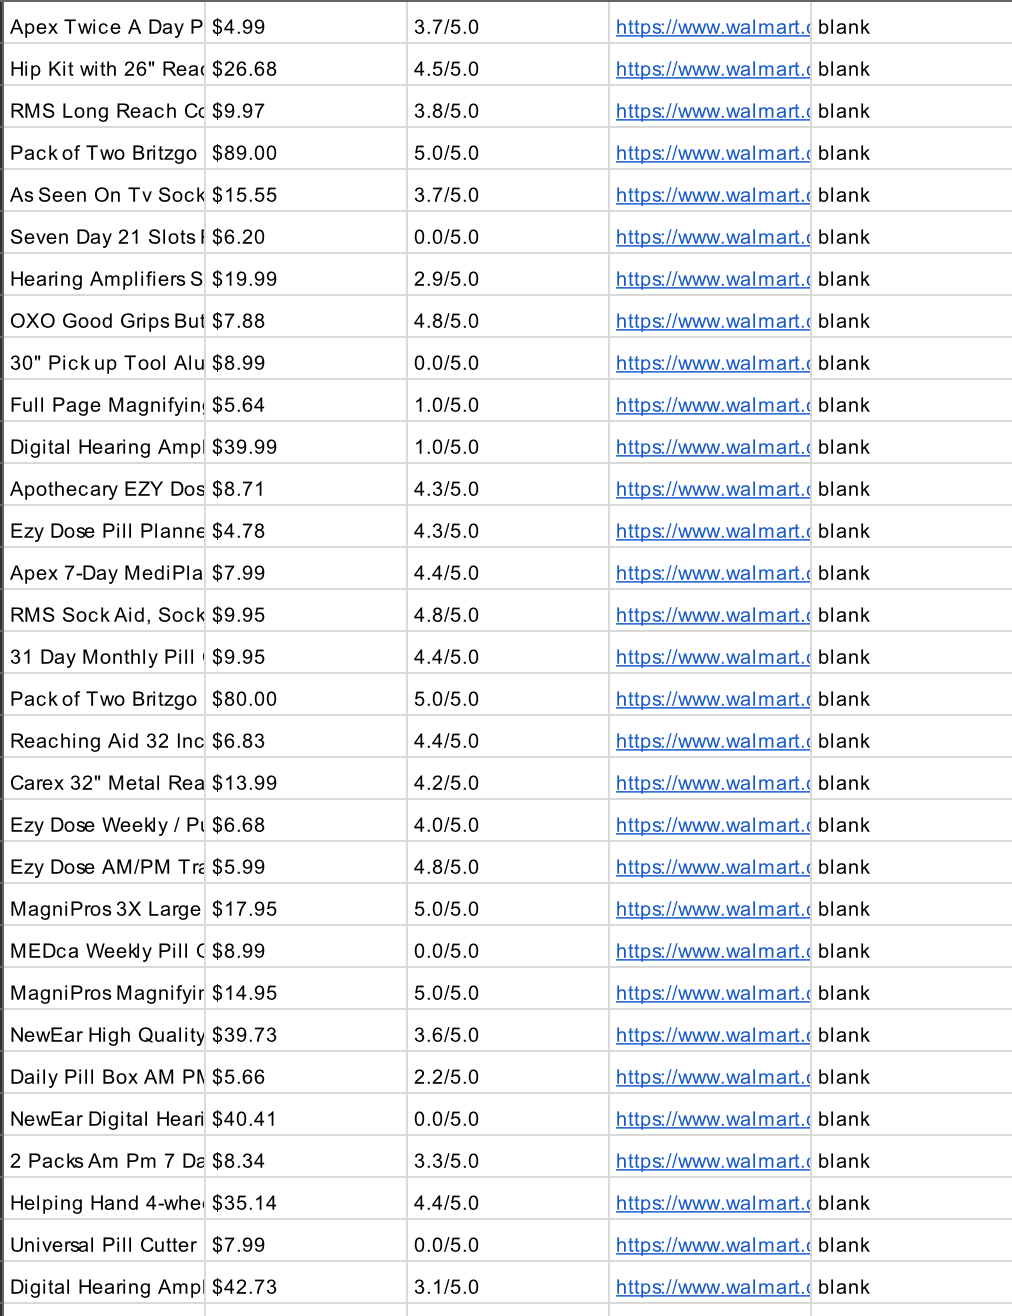 Apex Twice A Day P $4.99 3.7/5.0 https://www.walmart.c blank
Hip Kit with 26" Reac $26.68 4.5/5.0 https://www.walmart.c blank
RMS Long Reach Co $9.97 3.8/5.0 https://www.walmart.c blank
Pack of Two Britzgo $89.00 5.0/5.0 https://www.walmart.c blank
As Seen On Tv Sock $15.55 3.7/5.0 https://www.walmart.c blank
Seven Day 21 Slots $6.20 0.0/5.0 https://www.walmart.c blank
Hearing Amplifiers S $19.99 2.9/5.0 https://www.walmart.c blank
OXO Good Grips But $7.88 4.8/5.0 https://www.walmart.c blank
30" Pick up Tool Alu $8.99 0.0/5.0 https://www.walmart.c blank
Full Page Magnifying $5.64 1.0/5.0 https://www.walmart.c blank
Digital Hearing Ampl $39.99 1.0/5.0 https://www.walmart.c blank
Apothecary EZY Dos $8.71 4.3/5.0 https://www.walmart.c blank
Ezy Dose Pill Planne $4.78 4.3/5.0 https://www.walmart.c blank
Apex 7-Day MediPla $7.99 4.4/5.0 https://www.walmart.c blank
RMS Sock Aid, Sock $9.95 4.8/5.0 https://www.walmart.c blank
31 Day Monthly Pill $9.95 4.4/5.0 https://www.walmart.c blank
Pack of Two Britzgo $80.00 5.0/5.0 https://www.walmart.c blank
Reaching Aid 32 Inc $6.83 4.4/5.0 https://www.walmart.c blank
Carex 32" Metal Rea $13.99 4.2/5.0 https://www.walmart.c blank
Ezy Dose Weekly / Pu $6.68 4.0/5.0 https://www.walmart.c blank
Ezy Dose AM/PM Tra $5.99 4.8/5.0 https://www.walmart.c blank
MagniPros 3X Large $17.95 5.0/5.0 https://www.walmart.c blank
MEDca Weekly Pill O $8.99 0.0/5.0 https://www.walmart.c blank
MagniPros Magnifyin $14.95 5.0/5.0 https://www.walmart.c blank
NewEar High Quality $39.73 3.6/5.0 https://www.walmart.c blank
Daily Pill Box AM PM $5.66 2.2/5.0 https://www.walmart.c blank
NewEar Digital Heari $40.41 0.0/5.0 https://www.walmart.c blank
2 Packs Am Pm 7 Da $8.34 3.3/5.0 https://www.walmart.c blank
Helping Hand 4-whee $35.14 4.4/5.0 https://www.walmart.c blank
Universal Pill Cutter $7.99 0.0/5.0 https://www.walmart.c blank
Digital Hearing Ampl $42.73 3.1/5.0 https://www.walmart.c blank